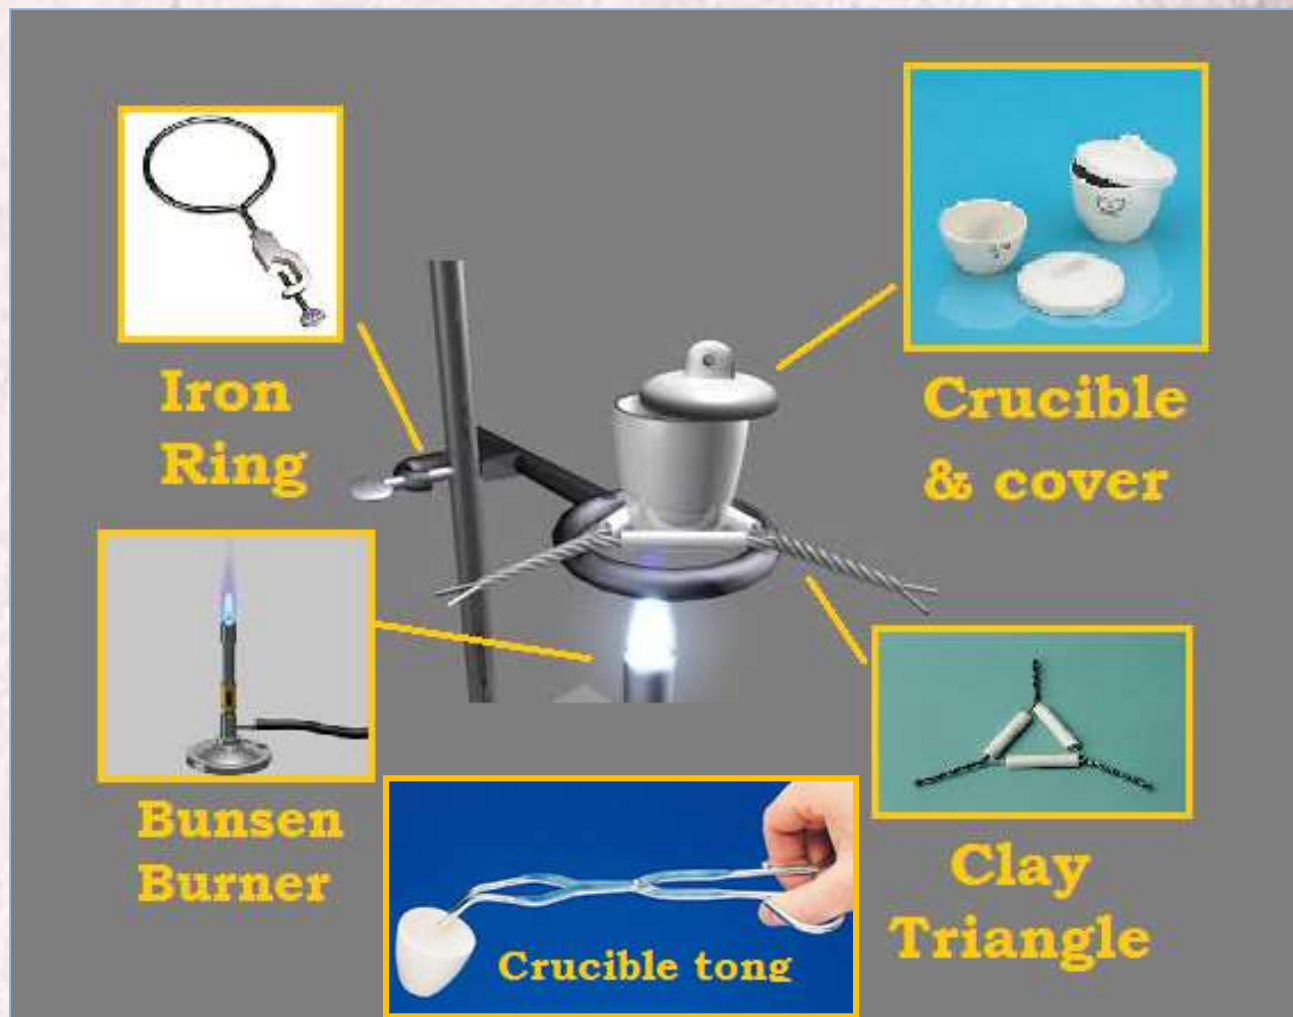 Iron
Ring
Crucible
& cover
Bunsen
Burner
Clay
Triangle
Crucible tong